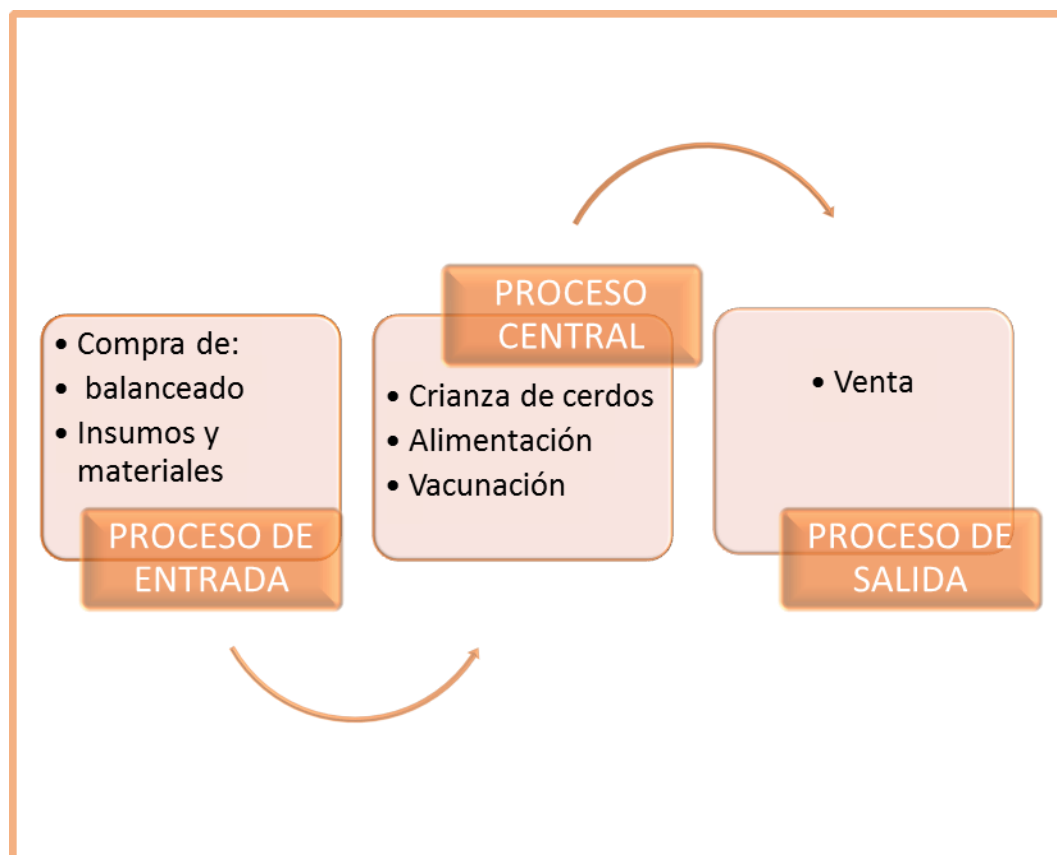 • Compra de:
• balanceado
• Insumos y
materiales
PROCESO DE
ENTRADA
PROCESO
CENTRAL
• Crianza de cerdos
• Alimentación
• Vacunación
• Venta
PROCESO DE
SALIDA